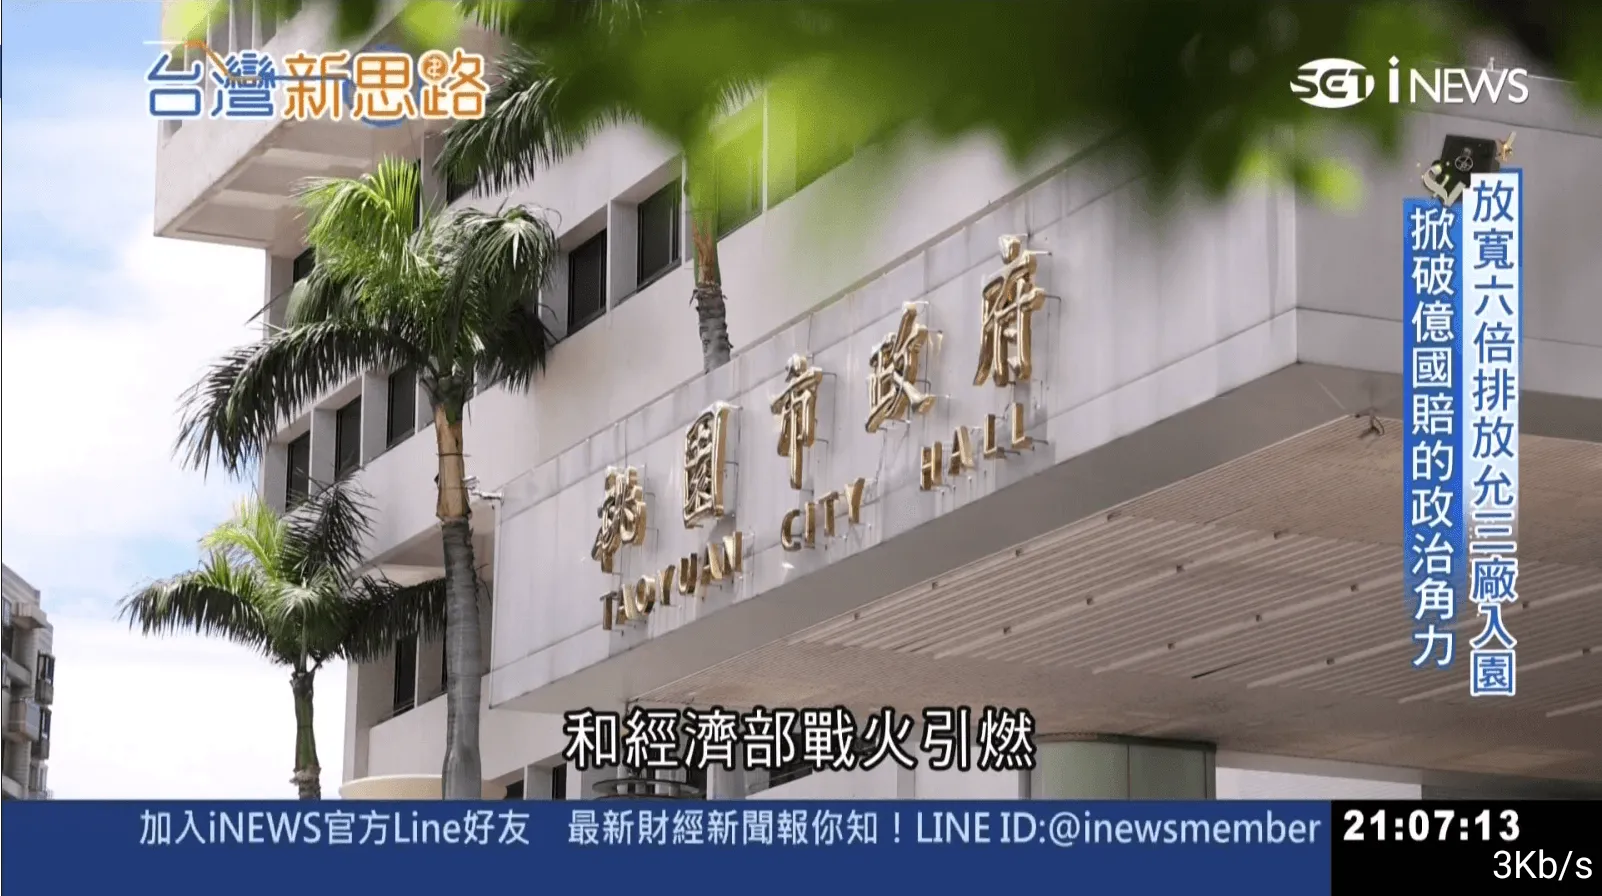 台灣新思路
SET iNEWS
放寬六倍排放允三廠入園
掀破億國賠的政治角力
桃園市政府
TAOYUAN CITY HALL
和經濟部戰火引燃
加入iNEWS官方Line好友 最新財經新聞報你知！LINE ID:@inewsmember
21:07:13
3Kb/s